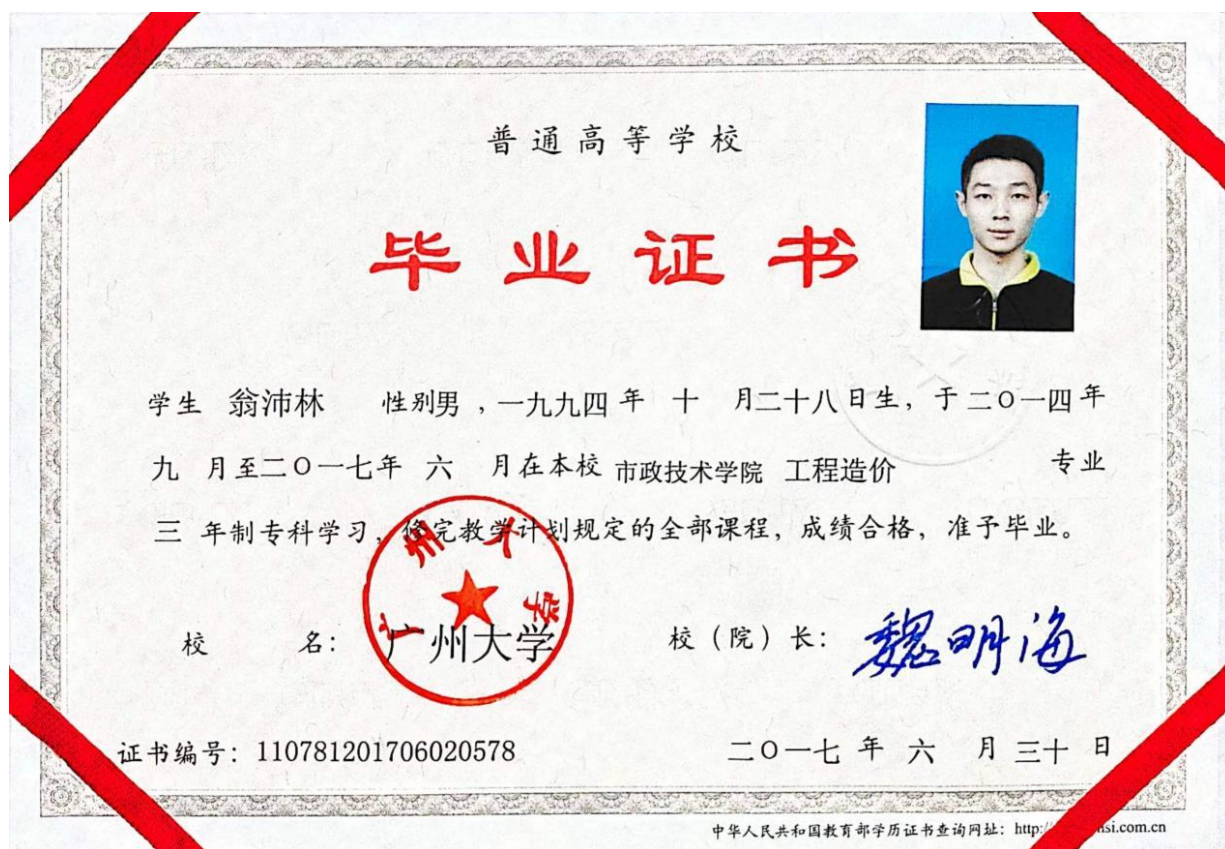 普通高等学校
毕业证书
学生 翁沛林 性别男，一九九四 年 十 月二十八日生，于二〇一四年
九 月至二〇一七年 六 月在本校 市政技术学院 工程造价 专业
三 年制专科学习，修完教学计划规定的全部课程，成绩合格，准予毕业。
广州大学
校 名： 广州大学 校（院）长： 魏明海
证书编号：110781201706020578 二〇一七 年 六 月 三十 日
中华人民共和国教育部学历证书查询网址：http:/ si.com.cn